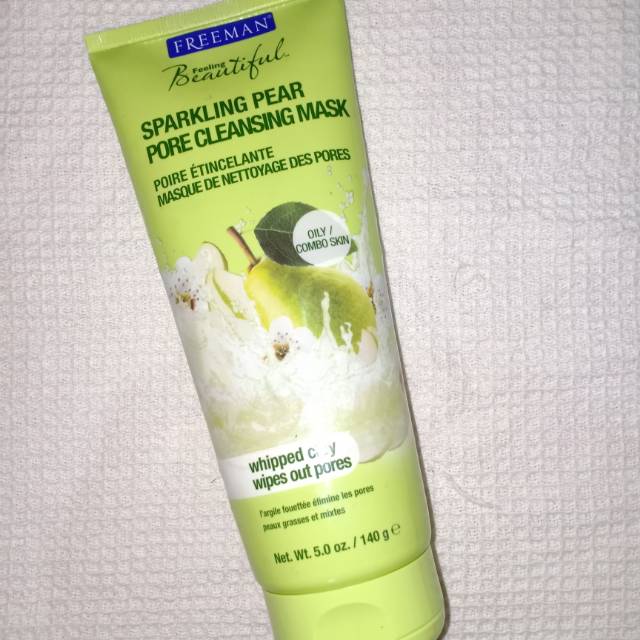 FREEMAN
Feeling
Beautiful
SPARKLING PEAR
PORE CLEANSING MASK
POIRE ÉTINCELANTE
MASQUE DE NETTOYAGE DES PORES
OILY /
COMBO SKIN
whipped
wipes out pores
l'argile fouettée élimine les pores
peaux grasses et mixtes
Net. Wt. 5.0 oz. / 140 g e